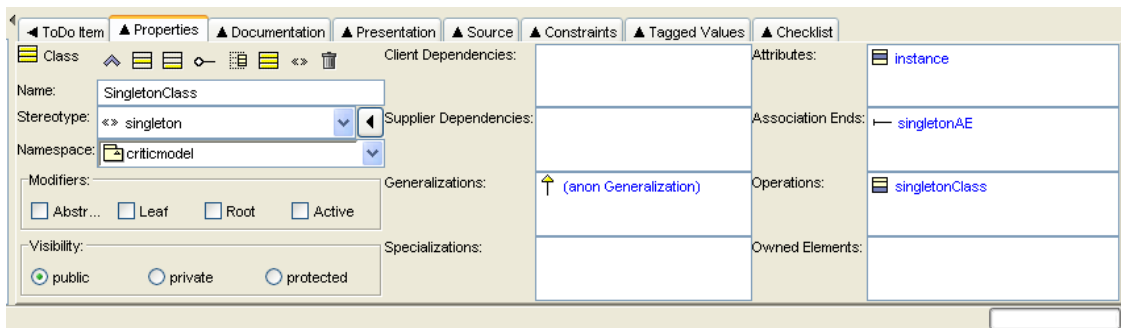 ToDo Item
Properties
Documentation
Presentation
Source
Constraints
Tagged Values
Checklist
Class
Name:
SingletonClass
Stereotype:
«» singleton
Namespace:
criticmodel
Modifiers:
Abstr...
Leaf
Root
Active
Visibility:
public
private
protected
Client Dependencies:
Supplier Dependencies:
Generalizations:
(anon Generalization)
Specializations:
Attributes:
instance
Association Ends:
singletonAE
Operations:
singletonClass
Owned Elements: